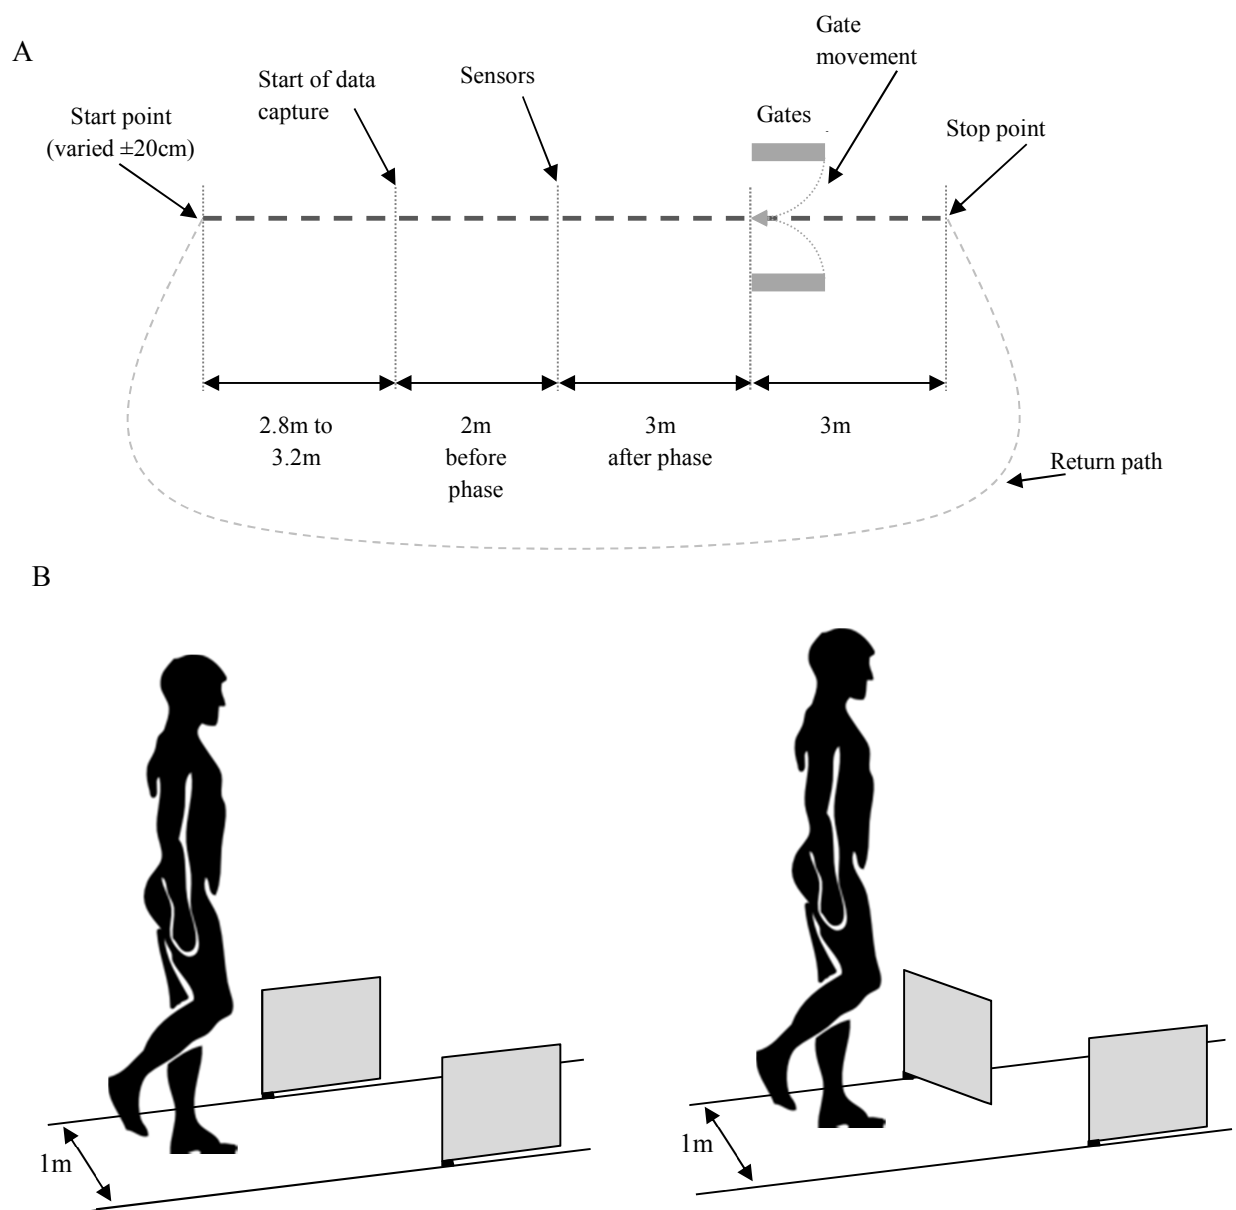 A
Gate
movement
Start of data
capture
Sensors
Start point
(varied ±20cm)
Gates
Stop point
2.8m to
3.2m
2m
before
phase
3m
after phase
3m
Return path
B
1m
1m